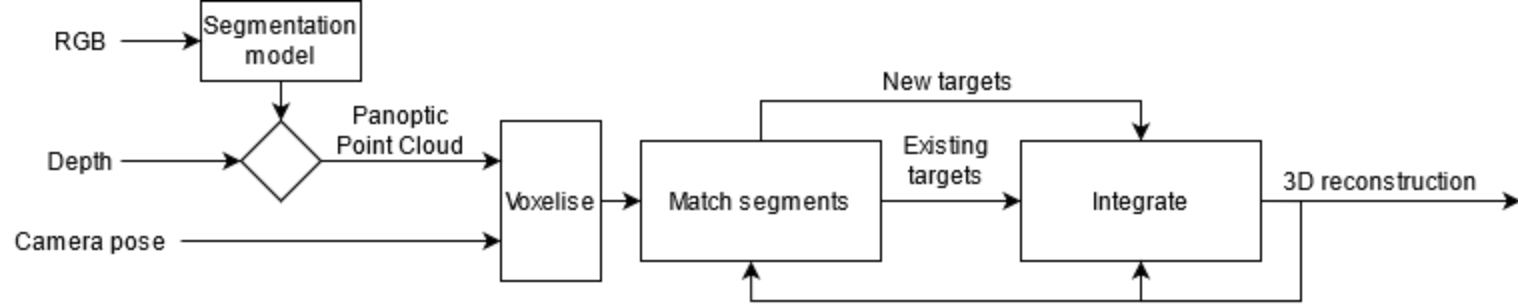 RGB
Segmentation
model
Depth
Panoptic
Point Cloud
Camera pose
Voxelise
Match segments
New targets
Existing
targets
Integrate
3D reconstruction